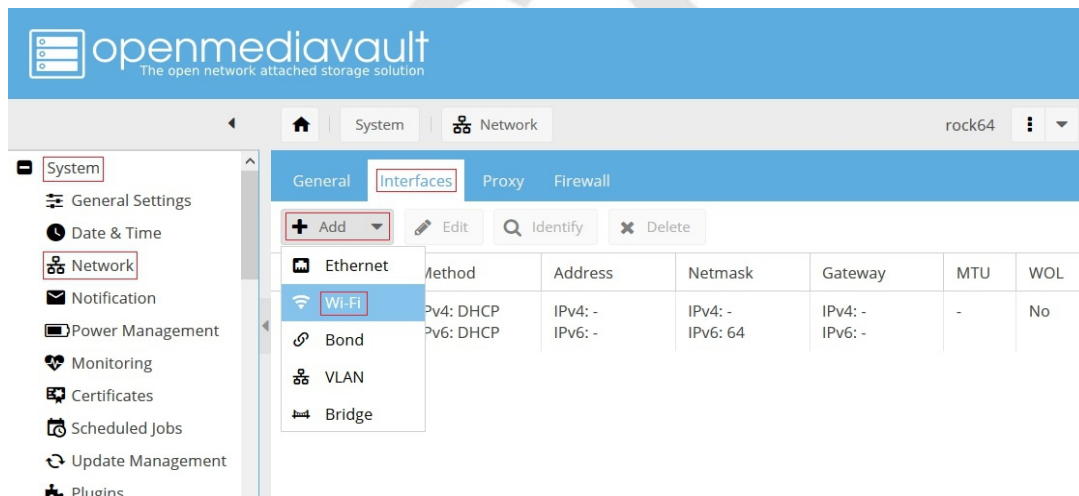 openmediavault
The open network attached storage solution
System
Network
rock64
System
General Settings
Date & Time
Network
Notification
Power Management
Monitoring
Certificates
Scheduled Jobs
Update Management
Plugins
General
Interfaces
Proxy
Firewall
Add
Edit
Identify
Delete
Ethernet
Wi-Fi
Bond
VLAN
Bridge
Method
Address
Netmask
Gateway
MTU
WOL
IPv4: DHCP
IPv4: -
IPv4: -
IPv4: -
-
No
IPv6: DHCP
IPv6: -
IPv6: 64
IPv6: -